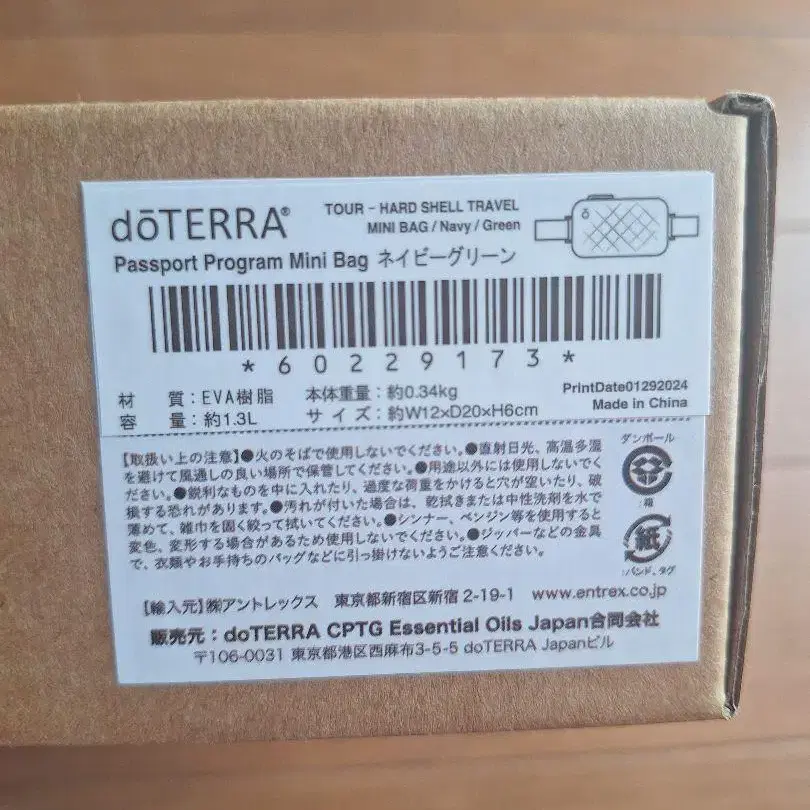 dōTERRA®
TOUR - HARD SHELL TRAVEL
MINI BAG / Navy / Green
Passport Program Mini Bag ネイビーグリーン
*60229173*
材　質：EVA樹脂　本体重量：約0.34kg
容　量：約1.3L　サイズ：約W12×D20×H6cm
PrintDate01292024
Made in China
【取扱い上の注意】●火のそばで使用しないでください。●直射日光、高温多湿
を避けて風通しの良い場所で保管してください。●用途以外には使用しないでく
ださい。●鋭利なものを中に入れたり、過度な荷重をかけると穴が空いたり、破
損する恐れがあります。●汚れが付いた場合は、乾拭きまたは中性洗剤を水で
薄めて、雑巾を固く絞って拭いてください。●シンナー、ベンジン等を使用すると
変色、変形する場合があるため使用しないでください。●ジッパーなどの金具
で、衣類やお手持ちのバッグなどに引っ掛けないようご注意ください。
ダンボール
:箱
紙
:バンド、タグ
【輸入元】㈱アントレックス　東京都新宿区新宿2-19-1　www.entrex.co.jp
販売元：doTERRA CPTG Essential Oils Japan合同会社
〒106-0031 東京都港区西麻布3-5-5 doTERRA Japanビル